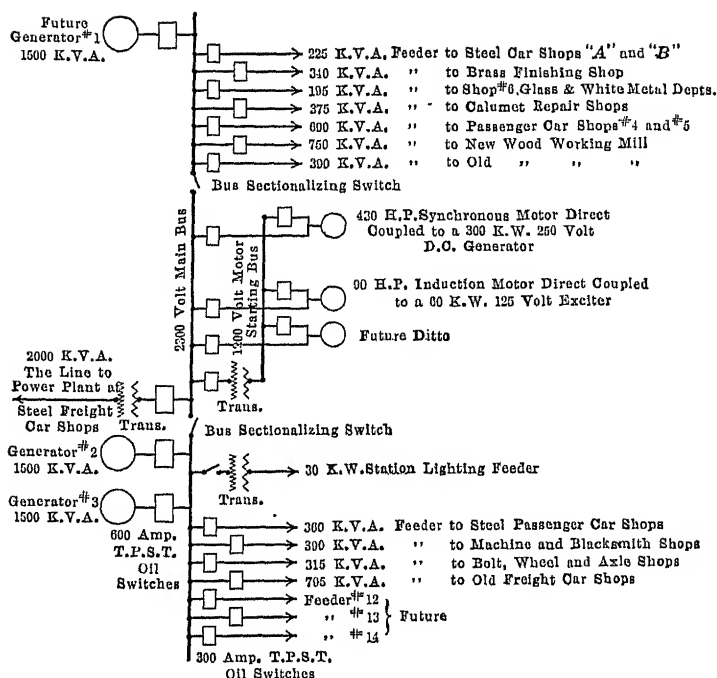 Future
Generator #1
1500 K.V.A.
225 K.V.A. Feeder to Steel Car Shops "A" and "B"
340 K.V.A. " to Brass Finishing Shop
195 K.V.A. " to Shop #6, Glass & White Metal Depts.
375 K.V.A. " to Calumet Repair Shops
600 K.V.A. " to Passenger Car Shops #4 and #5
750 K.V.A. " to New Wood Working Mill
390 K.V.A. " to Old " " "
Bus Sectionalizing Switch
2300 Volt Main Bus
1200 Volt Motor
Starting Bus
430 H.P. Synchronous Motor Direct
Coupled to a 300 K.W. 250 Volt
D.C. Generator
90 H.P. Induction Motor Direct Coupled
to a 60 K.W. 125 Volt Exciter
Future Ditto
2000 K.V.A.
The Line to
Power Plant at
Steel Freight
Car Shops
Trans.
Trans.
Bus Sectionalizing Switch
Generator #2
1500 K.V.A.
30 K.W. Station Lighting Feeder
Trans.
Generator #3
1500 K.V.A.
600 Amp.
T.P.S.T.
Oil
Switches
360 K.V.A. Feeder to Steel Passenger Car Shops
390 K.V.A. " to Machine and Blacksmith Shops
315 K.V.A. " to Bolt, Wheel and Axle Shops
705 K.V.A. " to Old Freight Car Shops
Feeder #12
" #13
" #14
Future
300 Amp. T.P.S.T.
Oil Switches